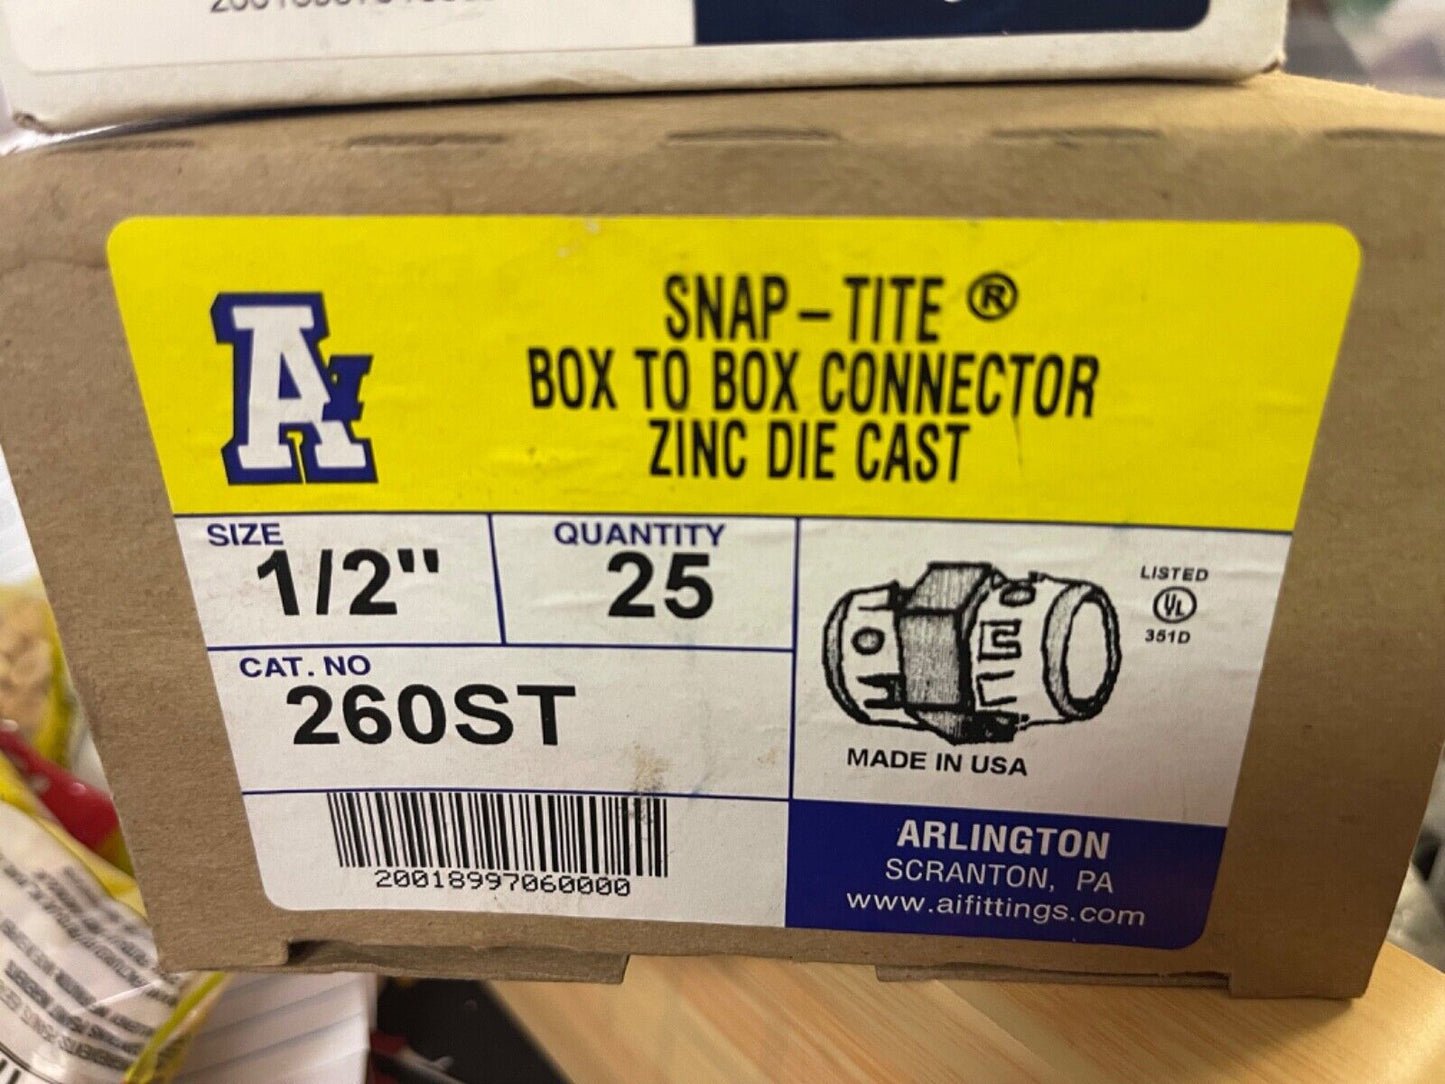 SNAP-TITE ®
BOX TO BOX CONNECTOR
ZINC DIE CAST
SIZE
1/2"
QUANTITY
25
CAT. NO
260ST
LISTED
UL
351D
MADE IN USA
20018997060000
ARLINGTON
SCRANTON, PA
www.aifittings.com